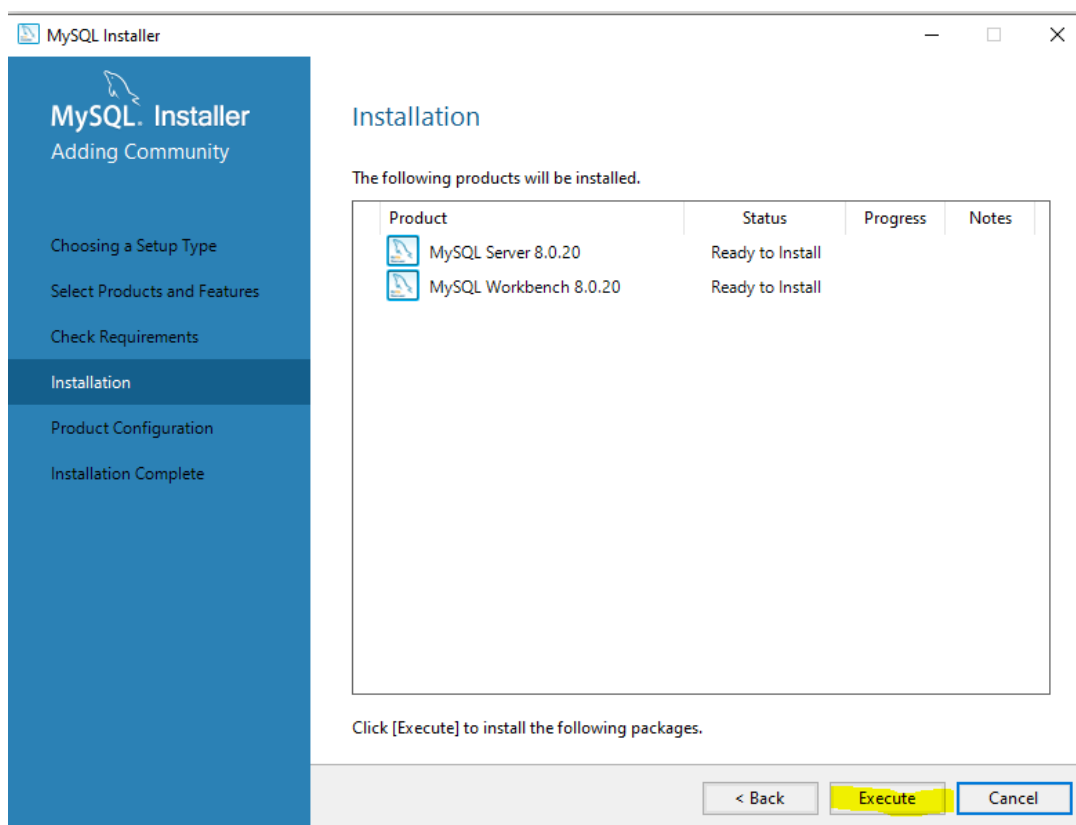 MySQL Installer
MySQL. Installer
Adding Community
Choosing a Setup Type
Select Products and Features
Check Requirements
Installation
Product Configuration
Installation Complete
Installation
The following products will be installed.
Product Status Progress Notes
MySQL Server 8.0.20 Ready to Install
MySQL Workbench 8.0.20 Ready to Install
Click [Execute] to install the following packages.
< Back Execute Cancel